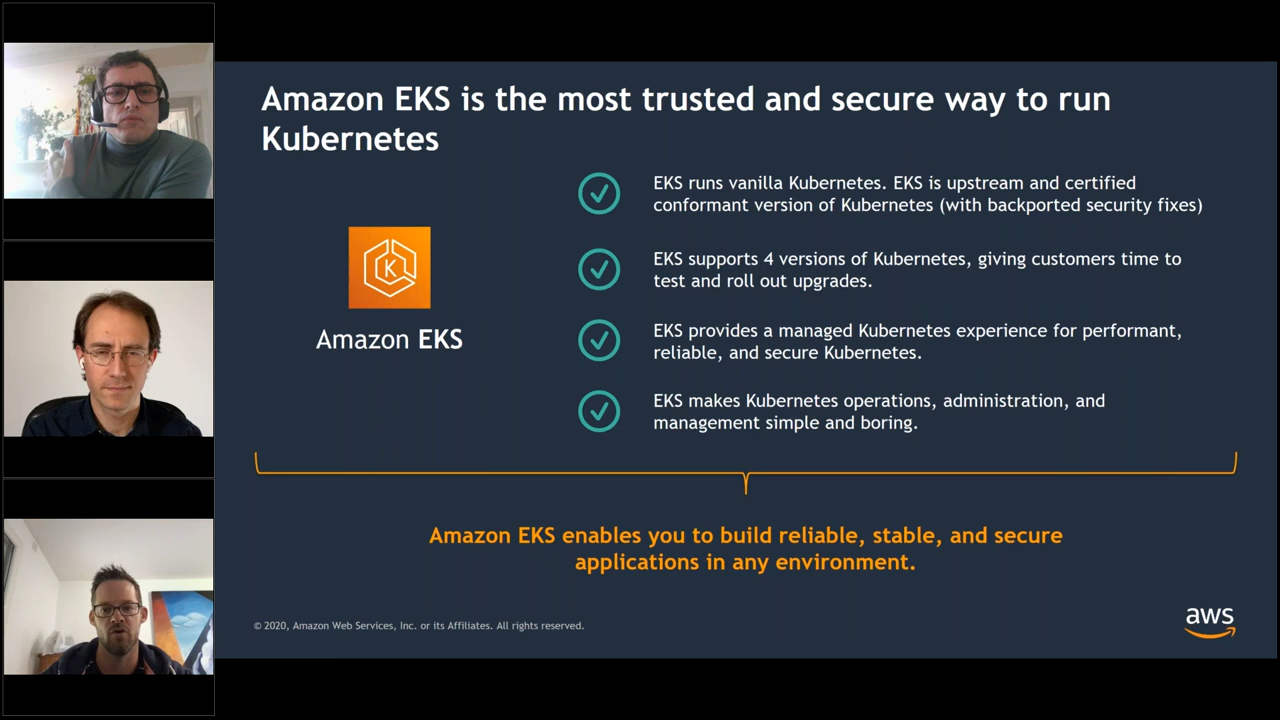 Amazon EKS is the most trusted and secure way to run
Kubernetes
EKS runs vanilla Kubernetes. EKS is upstream and certified
conformant version of Kubernetes (with backported security fixes)
K
Amazon EKS
EKS supports 4 versions of Kubernetes, giving customers time to
test and roll out upgrades.
EKS provides a managed Kubernetes experience for performant,
reliable, and secure Kubernetes.
EKS makes Kubernetes operations, administration, and
management simple and boring.
Amazon EKS enables you to build reliable, stable, and secure
applications in any environment.
© 2020, Amazon Web Services, Inc. or its Affiliates. All rights reserved.
aws